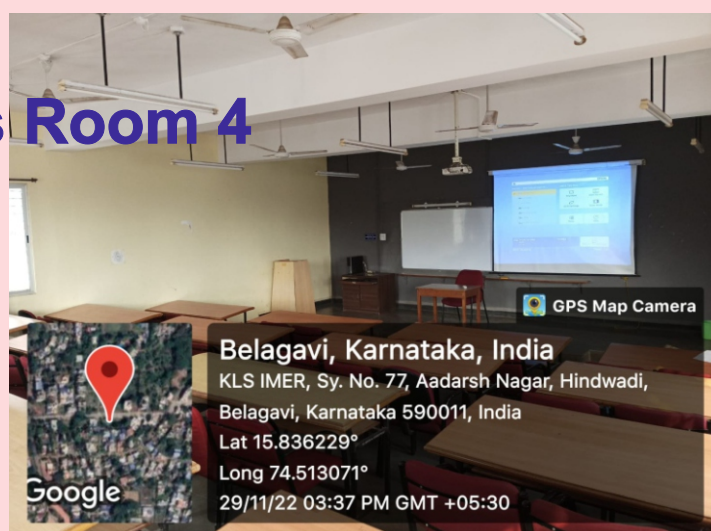 s Room 4
GPS Map Camera
Belagavi, Karnataka, India
KLS IMER, Sy. No. 77, Aadarsh Nagar, Hindwadi,
Belagavi, Karnataka 590011, India
Lat 15.836229°
Long 74.513071°
29/11/22 03:37 PM GMT +05:30
Google